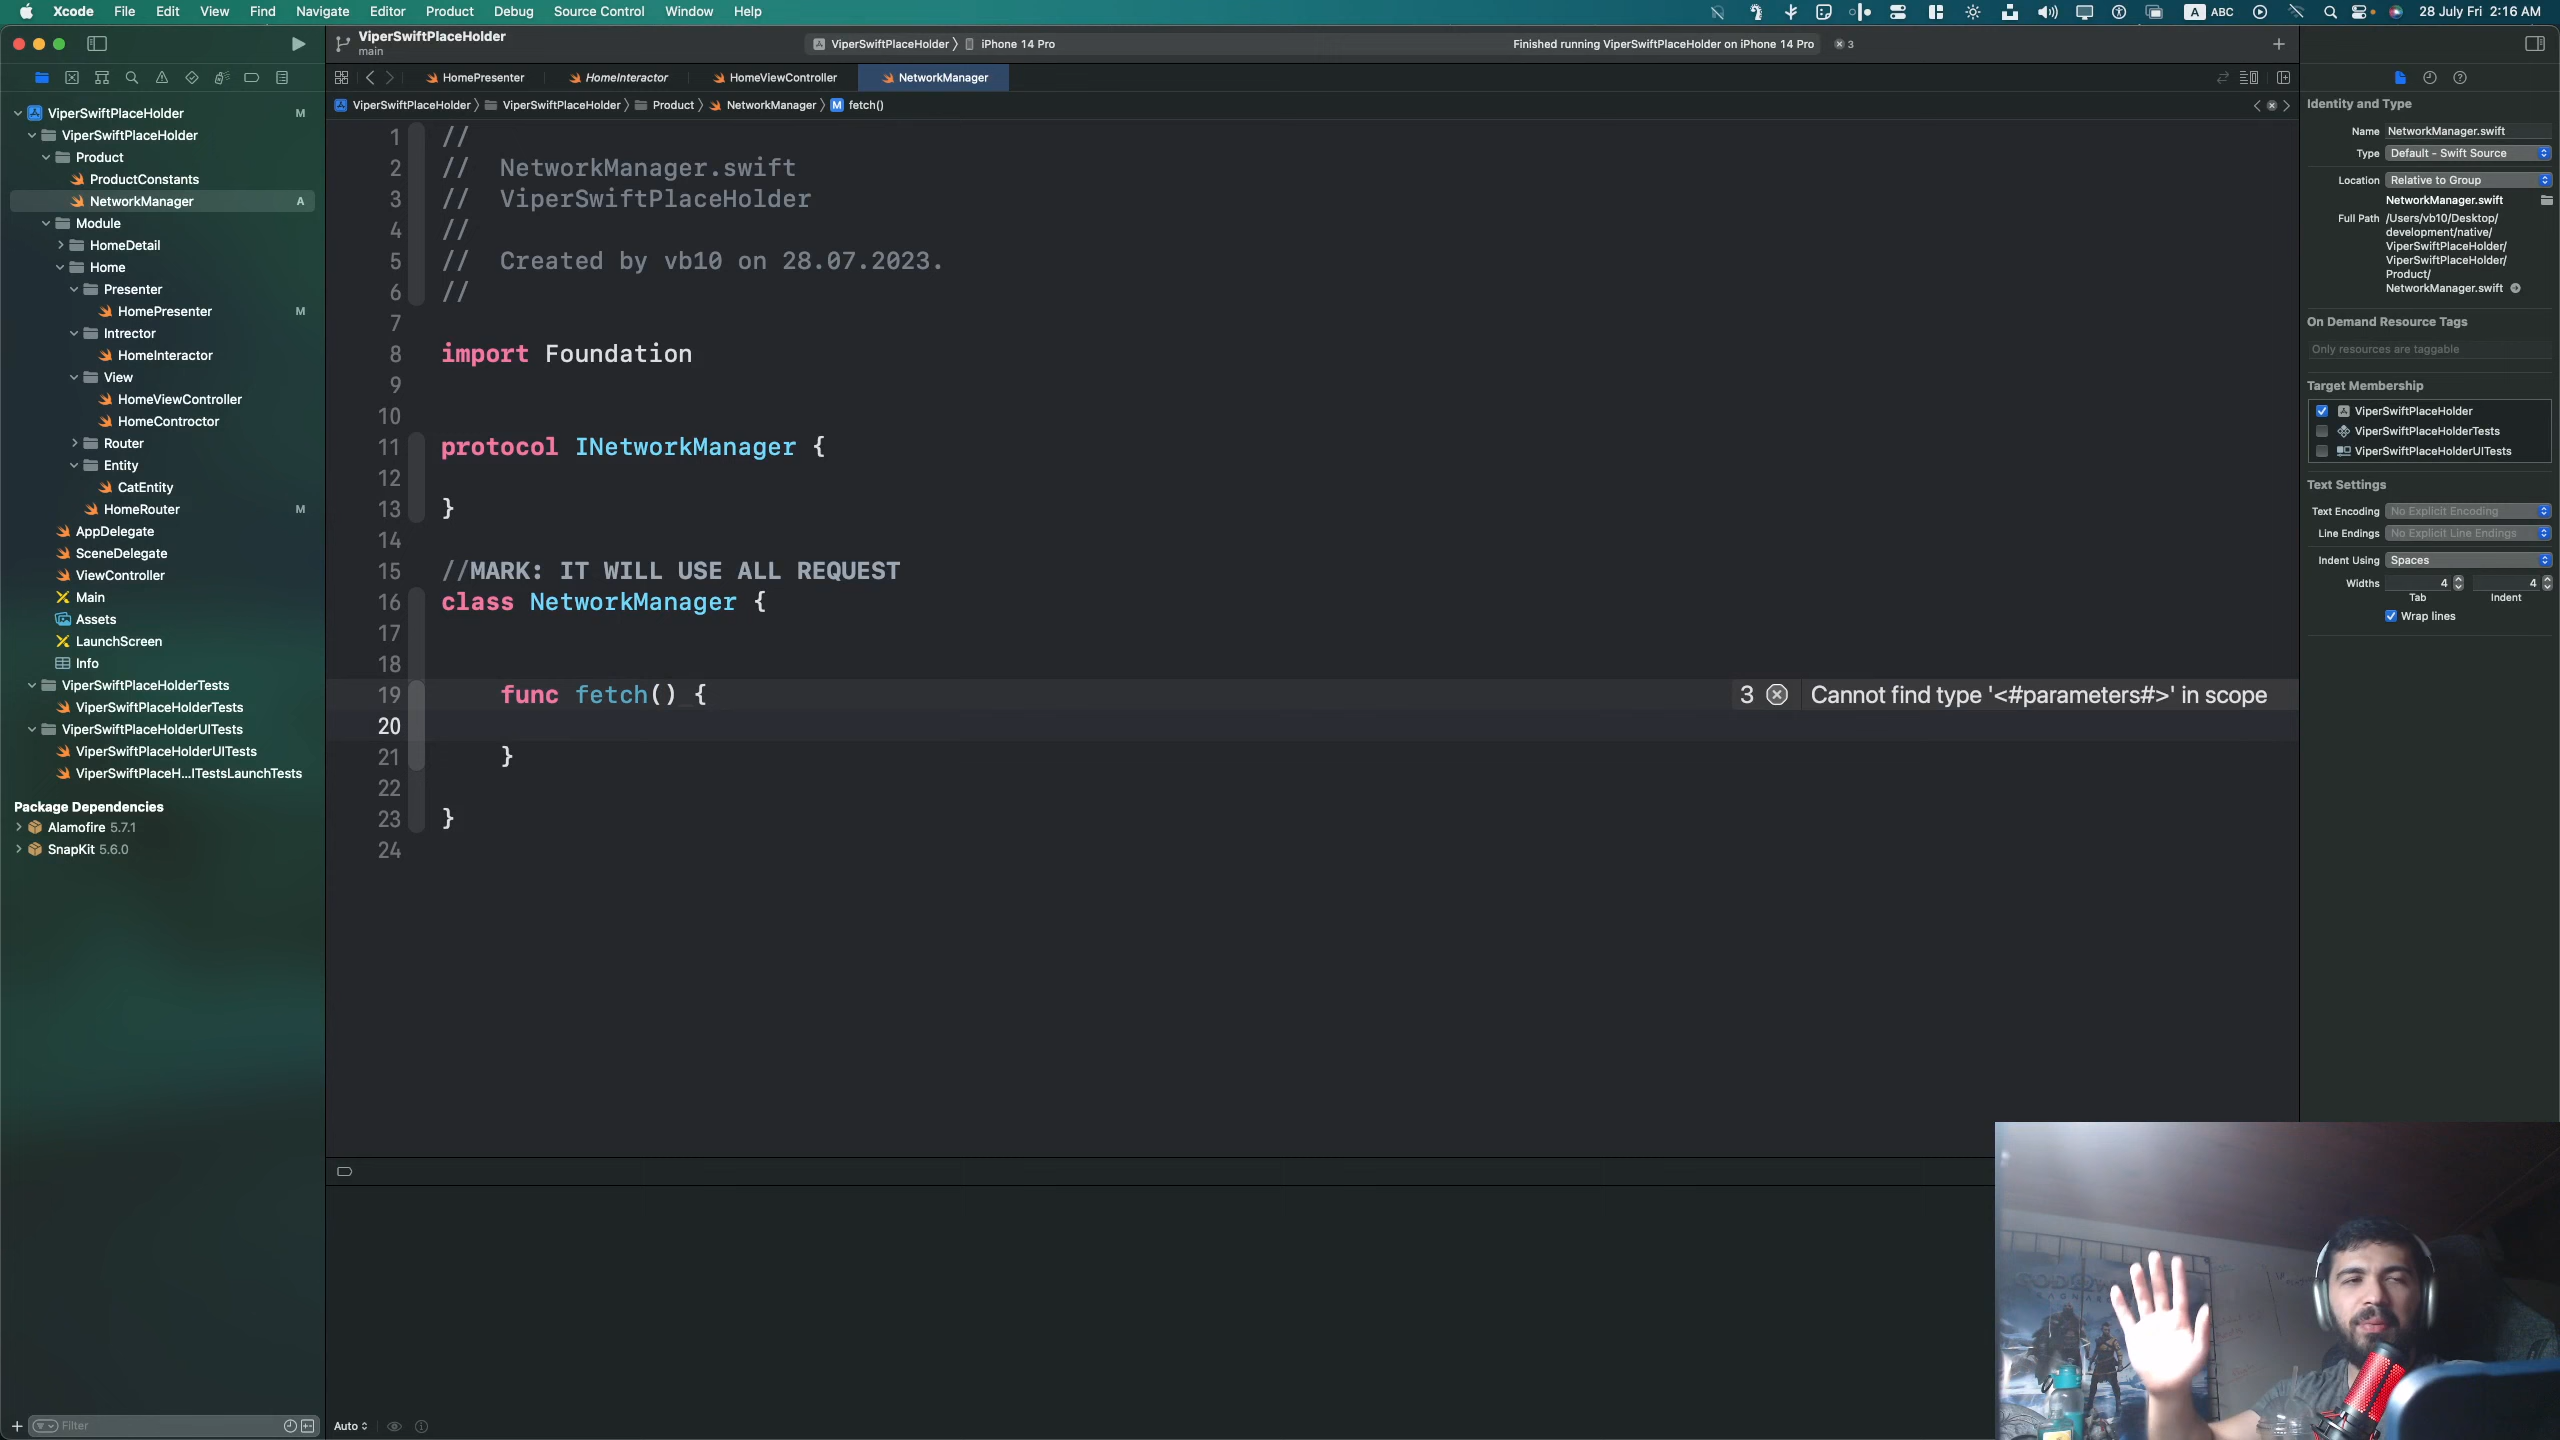 Xcode File Edit View Find Navigate Editor Product Debug Source Control Window Help
A ABC 28 July Fri 2:16 AM
ViperSwiftPlaceHolder
main
ViperSwiftPlaceHolder 〉 iPhone 14 Pro
Finished running ViperSwiftPlaceHolder on iPhone 14 Pro 3
HomePresenter HomeInteractor HomeViewController NetworkManager
ViperSwiftPlaceHolder 〉 ViperSwiftPlaceHolder 〉 Product 〉 NetworkManager 〉 M fetch()
ViperSwiftPlaceHolder M
ViperSwiftPlaceHolder
Product
ProductConstants
NetworkManager A
Module
HomeDetail
Home
Presenter
HomePresenter M
Intrector
HomeInteractor
View
HomeViewController
HomeControctor
Router
Entity
CatEntity
HomeRouter M
AppDelegate
SceneDelegate
ViewController
Main
Assets
LaunchScreen
Info
ViperSwiftPlaceHolderTests
ViperSwiftPlaceHolderTests
ViperSwiftPlaceHolderUITests
ViperSwiftPlaceHolderUITests
ViperSwiftPlaceH...ITestsLaunchTests
Package Dependencies
Alamofire 5.7.1
SnapKit 5.6.0
Filter
1 //
2 // NetworkManager.swift
3 // ViperSwiftPlaceHolder
4 //
5 // Created by vb10 on 28.07.2023.
6 //
7
8 import Foundation
9
10
11 protocol INetworkManager {
12
13 }
14
15 //MARK: IT WILL USE ALL REQUEST
16 class NetworkManager {
17
18
19 func fetch() { 3 Cannot find type '<#parameters#>' in scope
20
21 }
22
23 }
24
Auto
Identity and Type
Name NetworkManager.swift
Type Default - Swift Source
Location Relative to Group
NetworkManager.swift
Full Path /Users/vb10/Desktop/
development/native/
ViperSwiftPlaceHolder/
ViperSwiftPlaceHolder/
Product/
NetworkManager.swift
On Demand Resource Tags
Only resources are taggable
Target Membership
ViperSwiftPlaceHolder
ViperSwiftPlaceHolderTests
ViperSwiftPlaceHolderUITests
Text Settings
Text Encoding No Explicit Encoding
Line Endings No Explicit Line Endings
Indent Using Spaces
Widths 4 4
Tab Indent
Wrap lines